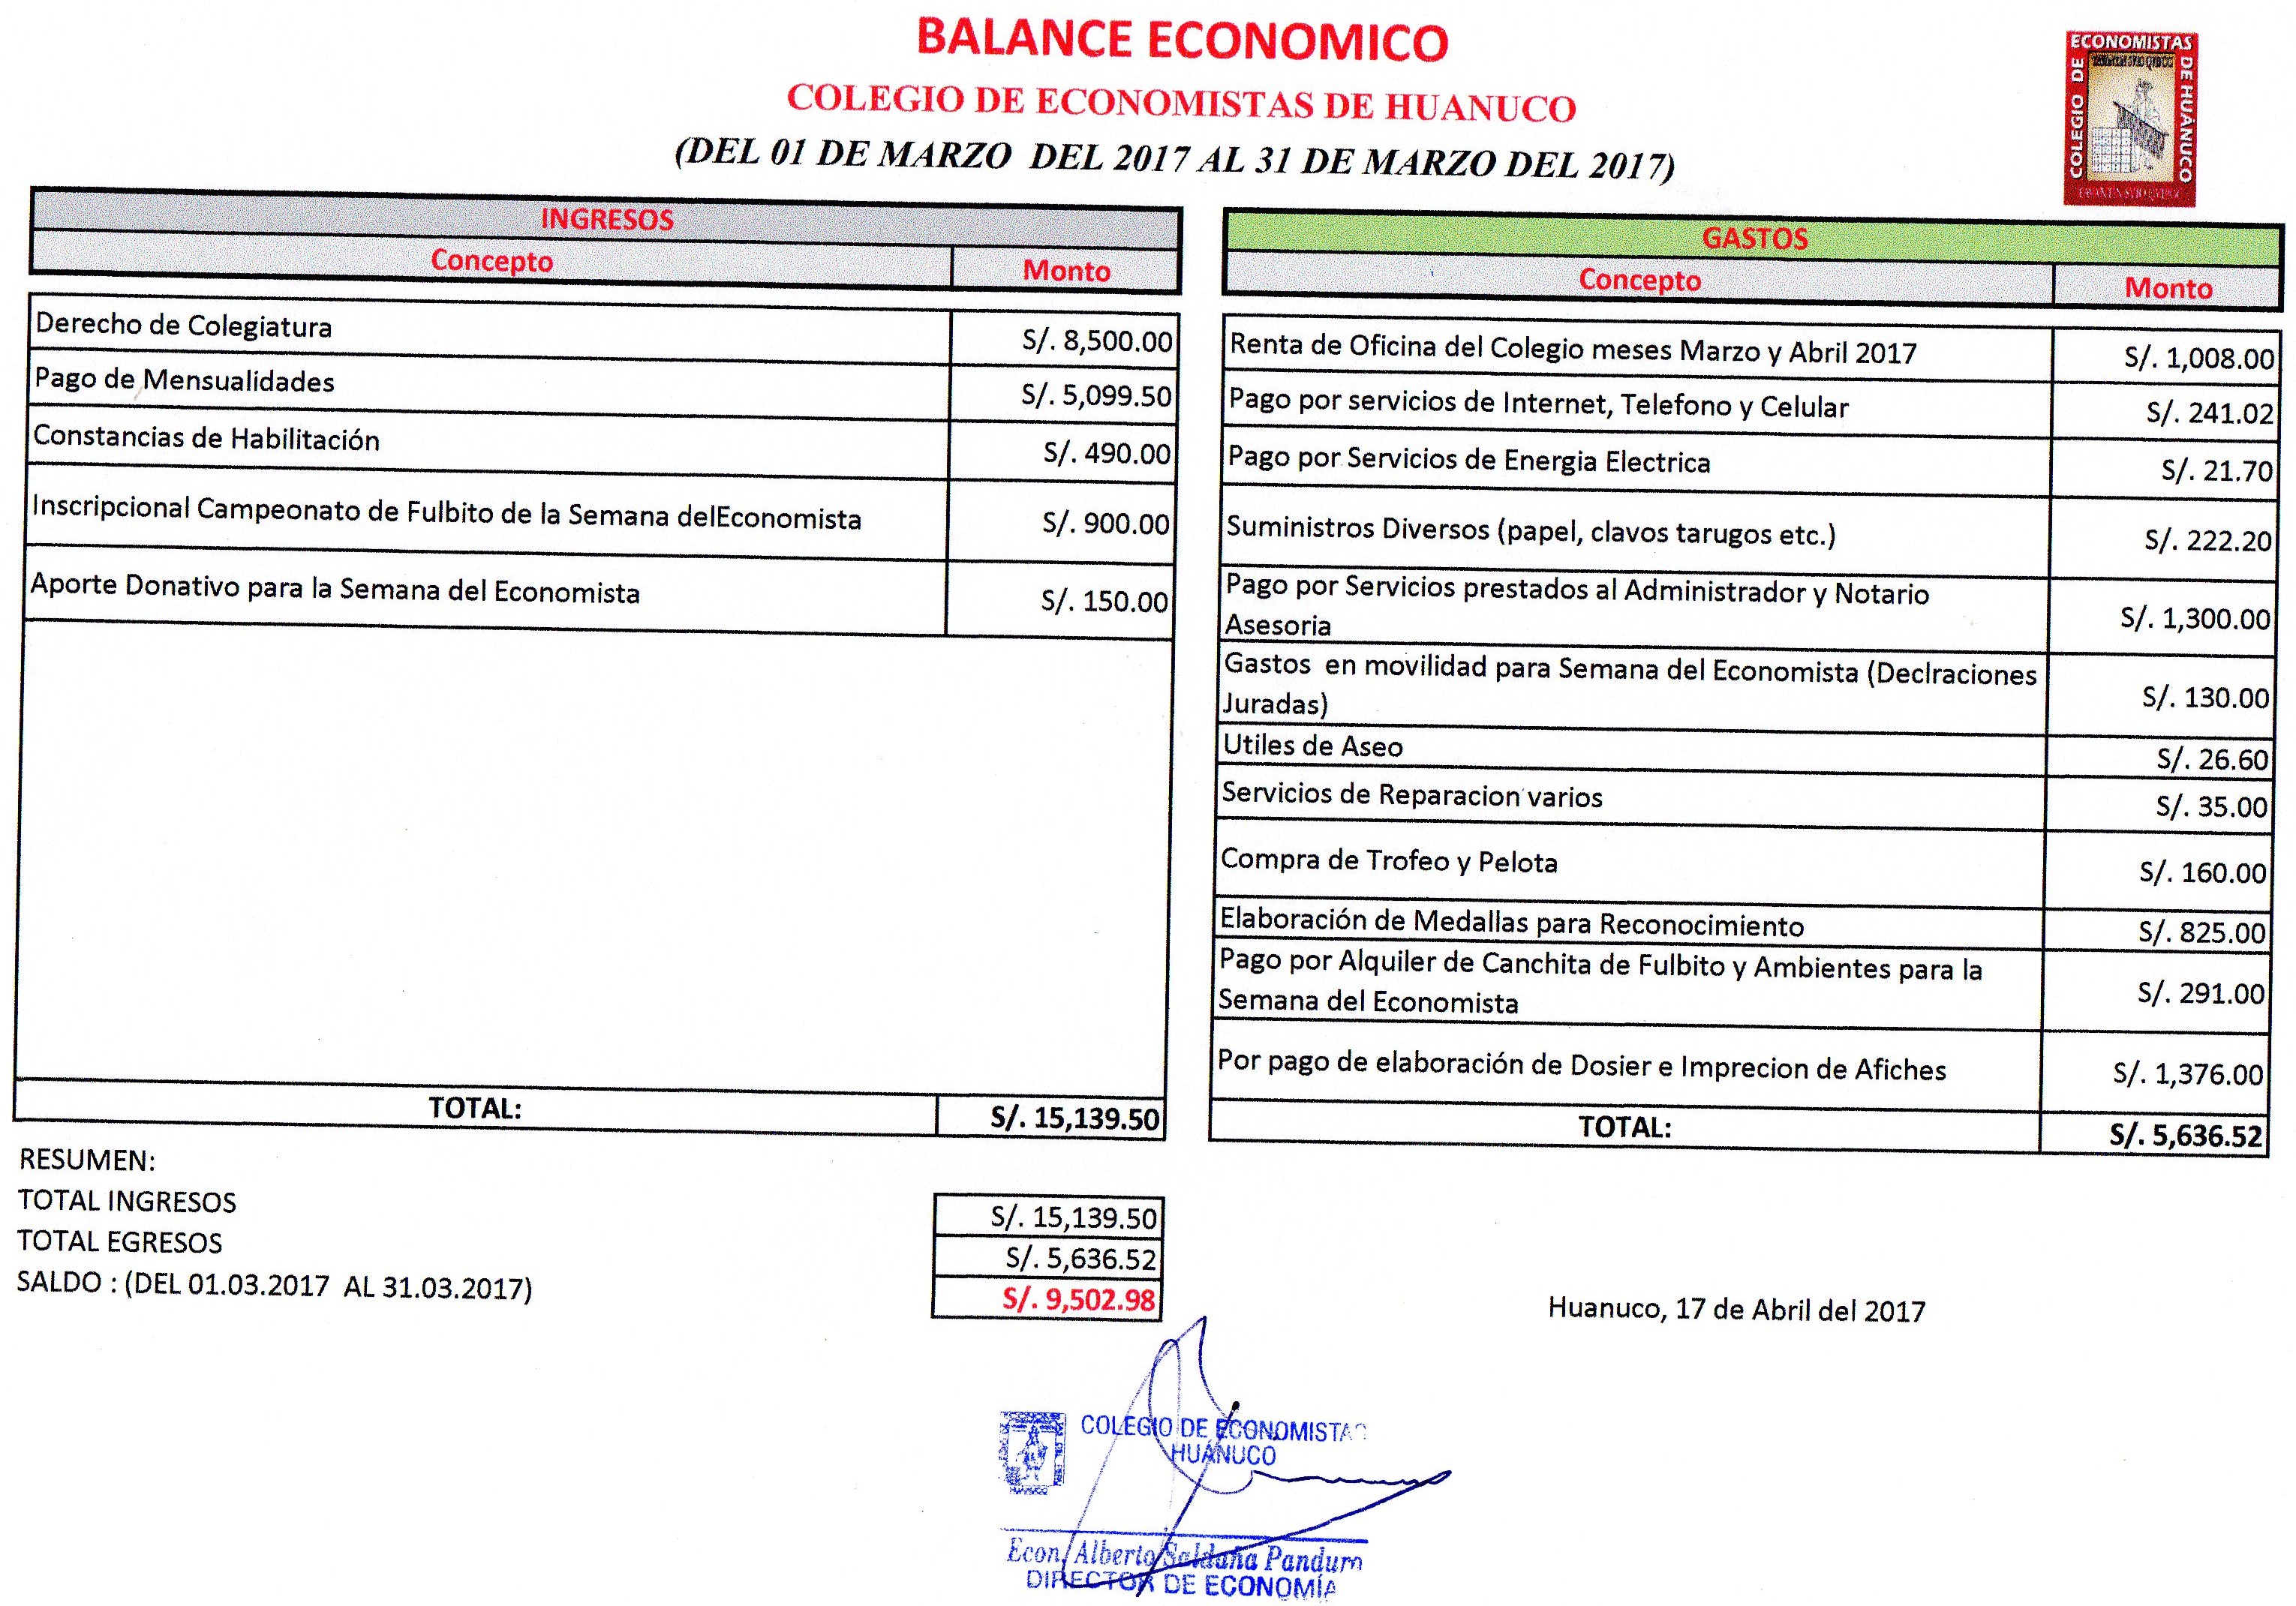 BALANCE ECONOMICO
COLEGIO DE ECONOMISTAS DE HUANUCO
(DEL 01 DE MARZO DEL 2017 AL 31 DE MARZO DEL 2017)
COLEGIO DE ECONOMISTAS DE HUÁNUCO
INGRESOS
Concepto Monto
Derecho de Colegiatura S/. 8,500.00
Pago de Mensualidades S/. 5,099.50
Constancias de Habilitación S/. 490.00
Inscripcional Campeonato de Fulbito de la Semana delEconomista S/. 900.00
Aporte Donativo para la Semana del Economista S/. 150.00
TOTAL: S/. 15,139.50
GASTOS
Concepto Monto
Renta de Oficina del Colegio meses Marzo y Abril 2017 S/. 1,008.00
Pago por servicios de Internet, Telefono y Celular S/. 241.02
Pago por Servicios de Energia Electrica S/. 21.70
Suministros Diversos (papel, clavos tarugos etc.) S/. 222.20
Pago por Servicios prestados al Administrador y Notario
Asesoria S/. 1,300.00
Gastos en movilidad para Semana del Economista (Declraciones
Juradas) S/. 130.00
Utiles de Aseo S/. 26.60
Servicios de Reparacion varios S/. 35.00
Compra de Trofeo y Pelota S/. 160.00
Elaboración de Medallas para Reconocimiento S/. 825.00
Pago por Alquiler de Canchita de Fulbito y Ambientes para la
Semana del Economista S/. 291.00
Por pago de elaboración de Dosier e Imprecion de Afiches S/. 1,376.00
TOTAL: S/. 5,636.52
RESUMEN:
TOTAL INGRESOS S/. 15,139.50
TOTAL EGRESOS S/. 5,636.52
SALDO : (DEL 01.03.2017 AL 31.03.2017) S/. 9,502.98
Huanuco, 17 de Abril del 2017
COLEGIO DE ECONOMISTAS
HUÁNUCO
Econ. Alberto Saldaña Panduro
DIRECTOR DE ECONOMÍA